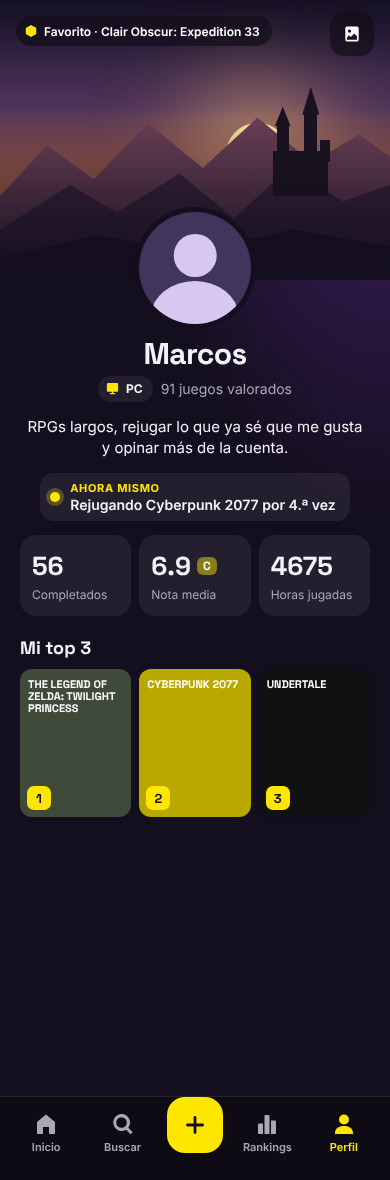 Favorito · Clair Obscur: Expedition 33
Marcos
PC
91 juegos valorados
RPGs largos, rejugar lo que ya sé que me gusta
y opinar más de la cuenta.
AHORA MISMO
Rejugando Cyberpunk 2077 por 4.ª vez
56
Completados
6.9 C
Nota media
4675
Horas jugadas
Mi top 3
THE LEGEND OF
ZELDA: TWILIGHT
PRINCESS
1
CYBERPUNK 2077
2
UNDERTALE
3
Inicio
Buscar
Rankings
Perfil